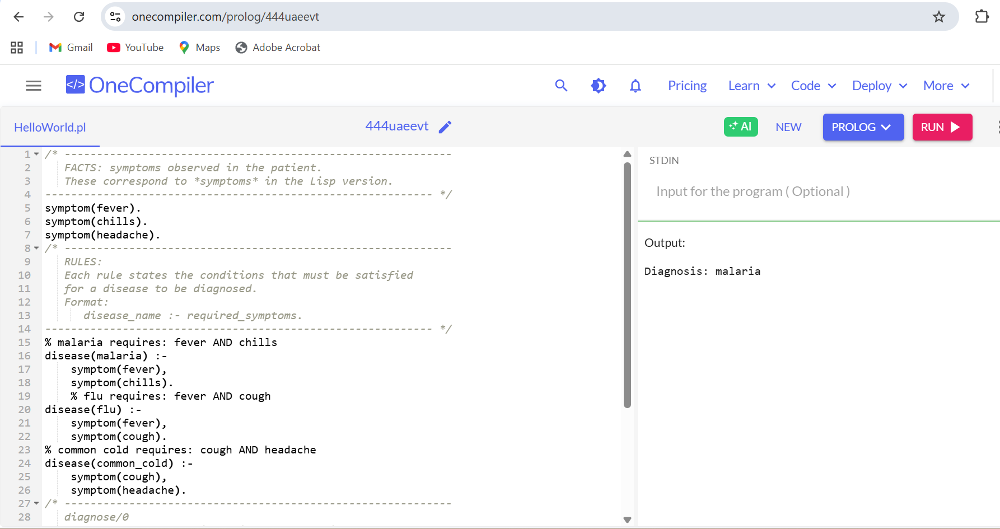 onecompiler.com/prolog/444uaeevt
Gmail YouTube Maps Adobe Acrobat
</> OneCompiler Pricing Learn Code Deploy More
HelloWorld.pl 444uaeevt AI NEW PROLOG RUN
1 /* ------------------------------------------------------------
2 FACTS: symptoms observed in the patient.
3 These correspond to *symptoms* in the Lisp version.
4 ------------------------------------------------------------ */
5 symptom(fever).
6 symptom(chills).
7 symptom(headache).
8 /* ------------------------------------------------------------
9 RULES:
10 Each rule states the conditions that must be satisfied
11 for a disease to be diagnosed.
12 Format:
13 disease_name :- required_symptoms.
14 ------------------------------------------------------------ */
15 % malaria requires: fever AND chills
16 disease(malaria) :-
17 symptom(fever),
18 symptom(chills).
19 % flu requires: fever AND cough
20 disease(flu) :-
21 symptom(fever),
22 symptom(cough).
23 % common cold requires: cough AND headache
24 disease(common_cold) :-
25 symptom(cough),
26 symptom(headache).
27 /* ------------------------------------------------------------
28 diagnose/0
STDIN
Input for the program ( Optional )
Output:
Diagnosis: malaria